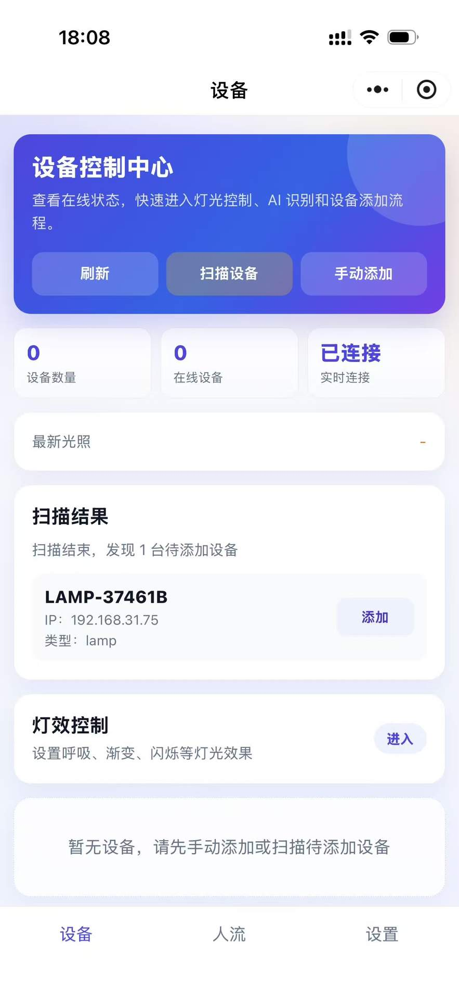 18:08
设备
设备控制中心
查看在线状态，快速进入灯光控制、AI 识别和设备添加流
程。
刷新
扫描设备
手动添加
0
设备数量
0
在线设备
已连接
实时连接
最新光照
-
扫描结果
扫描结束，发现 1 台待添加设备
LAMP-37461B
IP：192.168.31.75
类型：lamp
添加
灯效控制
设置呼吸、渐变、闪烁等灯光效果
进入
暂无设备，请先手动添加或扫描待添加设备
设备
人流
设置